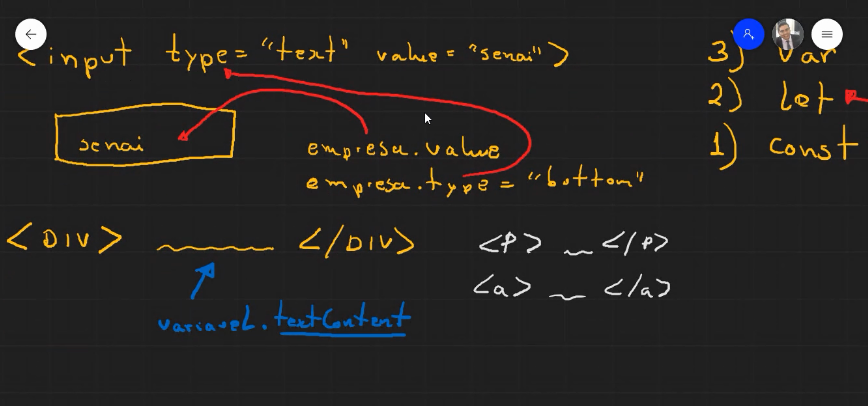 <input type="text" value="senai">
3) var
2) let
1) const
senai
empresa.value
empresa.type = "bottom"
<DIV> </DIV>
<P> </P>
<a> </a>
variavel.textContent